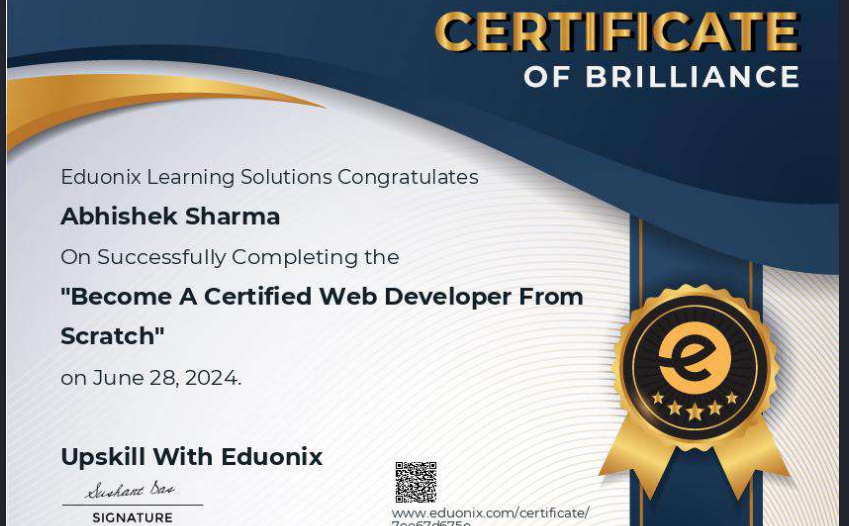 CERTIFICATE
OF BRILLIANCE
Eduonix Learning Solutions Congratulates
Abhishek Sharma
On Successfully Completing the
"Become A Certified Web Developer From
Scratch"
on June 28, 2024.
Upskill With Eduonix
Sushant Das
SIGNATURE
www.eduonix.com/certificate/
e